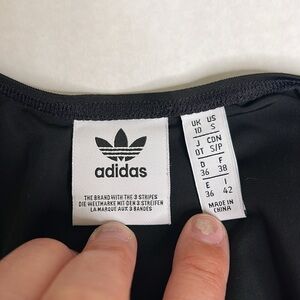 adidas
THE BRAND WITH THE 3 STRIPES
DIE WELTMARKE MIT DEN 3 STREIFEN
LA MARQUE AUX 3 BANDES
UK US
10 S
J CDN
OT S/P
D F
36 38
E I
36 42
MADE IN
CHINA